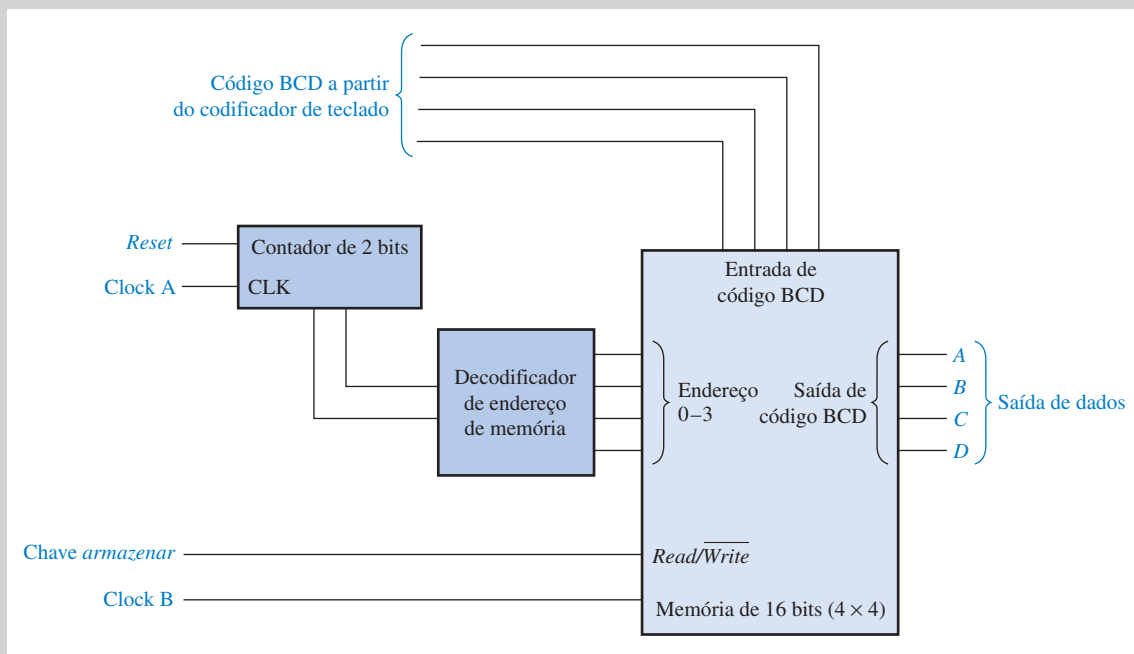 Código BCD a partir
do codificador de teclado
Reset
Contador de 2 bits
Clock A
CLK
Entrada de
código BCD
Decodificador
de endereço
de memória
Endereço
0–3
Saída de
código BCD
A
B
C
D
Saída de dados
Chave armazenar
Read/Write
Clock B
Memória de 16 bits (4 × 4)